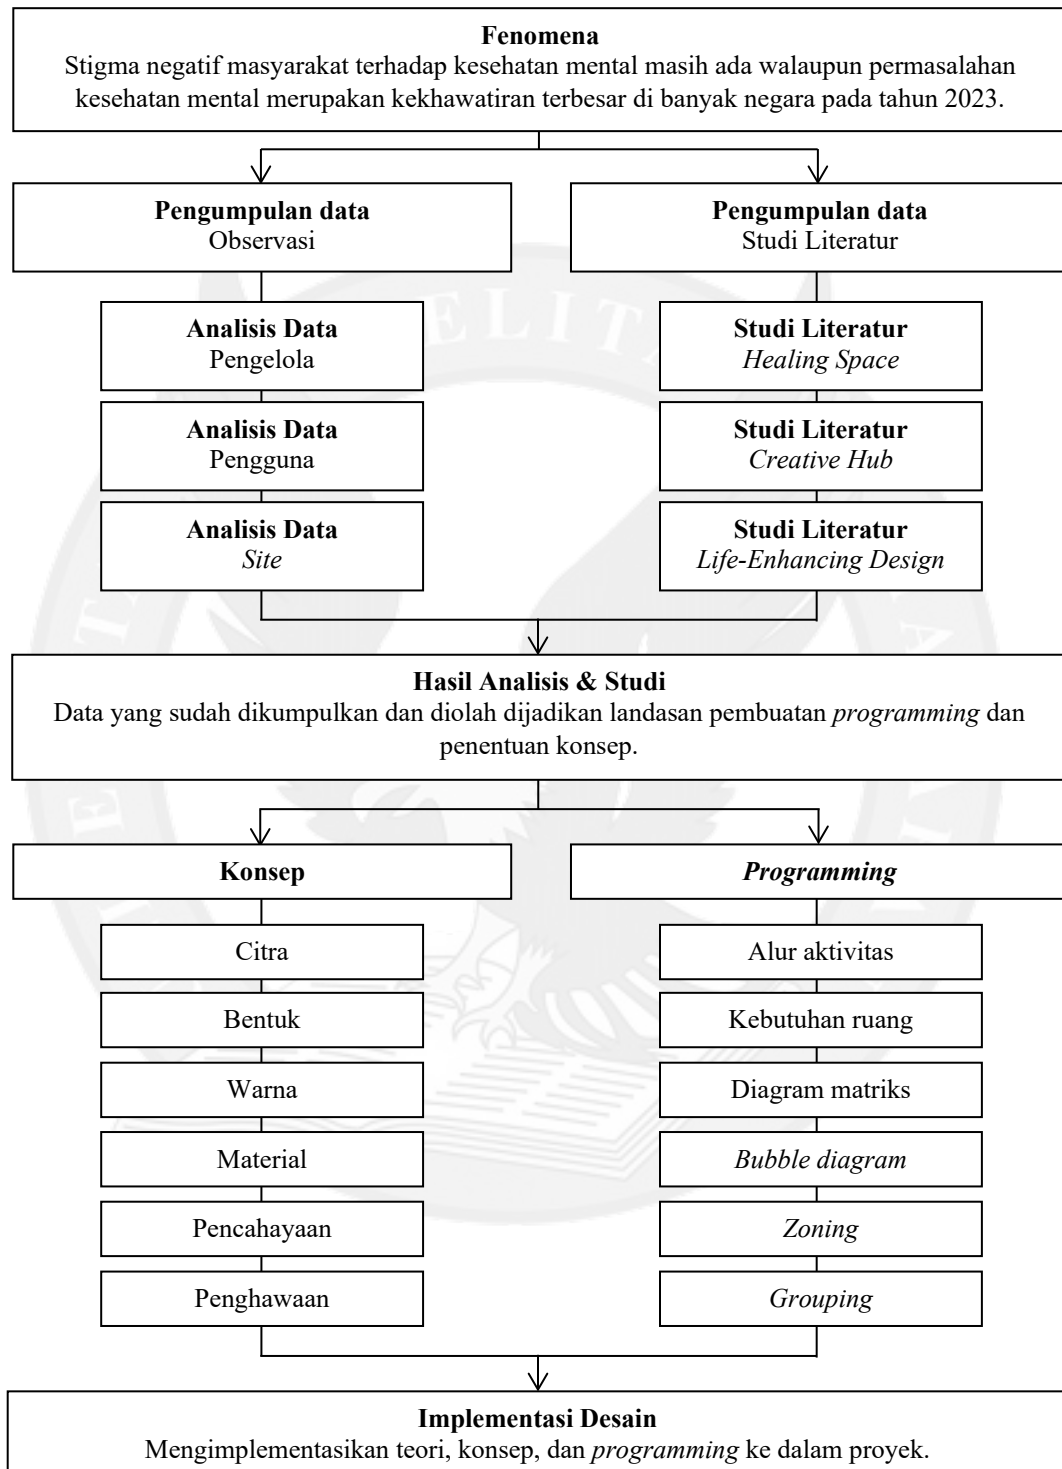 Fenomena
Stigma negatif masyarakat terhadap kesehatan mental masih ada walaupun permasalahan
kesehatan mental merupakan kekhawatiran terbesar di banyak negara pada tahun 2023.
Pengumpulan data
Observasi
Pengumpulan data
Studi Literatur
Analisis Data
Pengelola
Analisis Data
Pengguna
Analisis Data
Site
Studi Literatur
Healing Space
Studi Literatur
Creative Hub
Studi Literatur
Life-Enhancing Design
Hasil Analisis & Studi
Data yang sudah dikumpulkan dan diolah dijadikan landasan pembuatan programming dan
penentuan konsep.
Konsep
Citra
Bentuk
Warna
Material
Pencahayaan
Penghawaan
Programming
Alur aktivitas
Kebutuhan ruang
Diagram matriks
Bubble diagram
Zoning
Grouping
Implementasi Desain
Mengimplementasikan teori, konsep, dan programming ke dalam proyek.